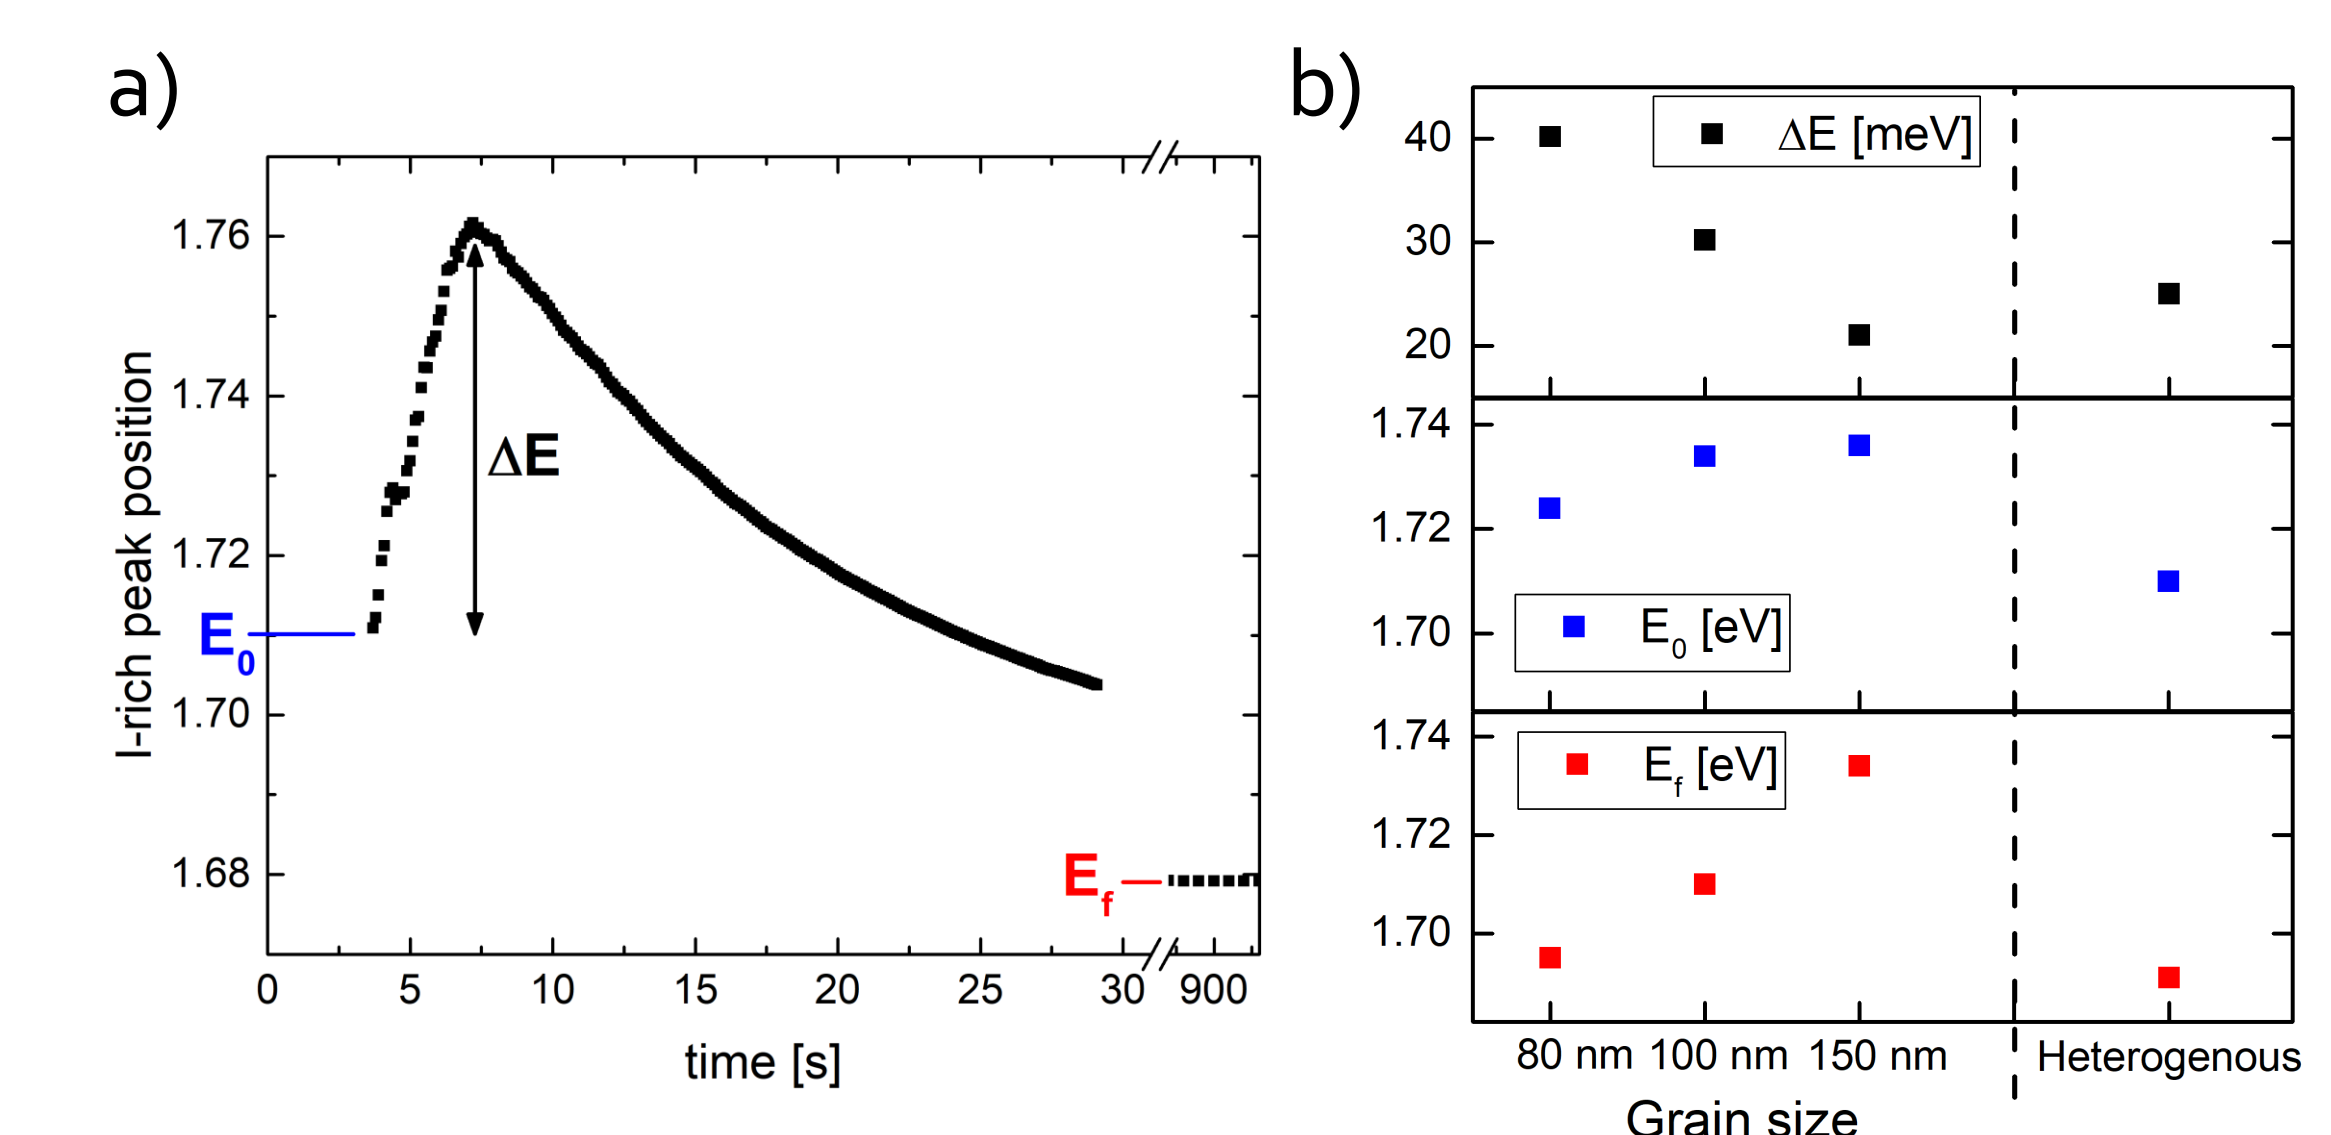 a)
I-rich peak position
1.76
1.74
1.72
1.70
1.68
E0
ΔE
Ef
0 5 10 15 20 25 30 900
time [s]
b)
40
30
20
ΔE [meV]
1.74
1.72
1.70
E0 [eV]
1.74
1.72
1.70
Ef [eV]
80 nm 100 nm 150 nm Heterogenous
Grain size